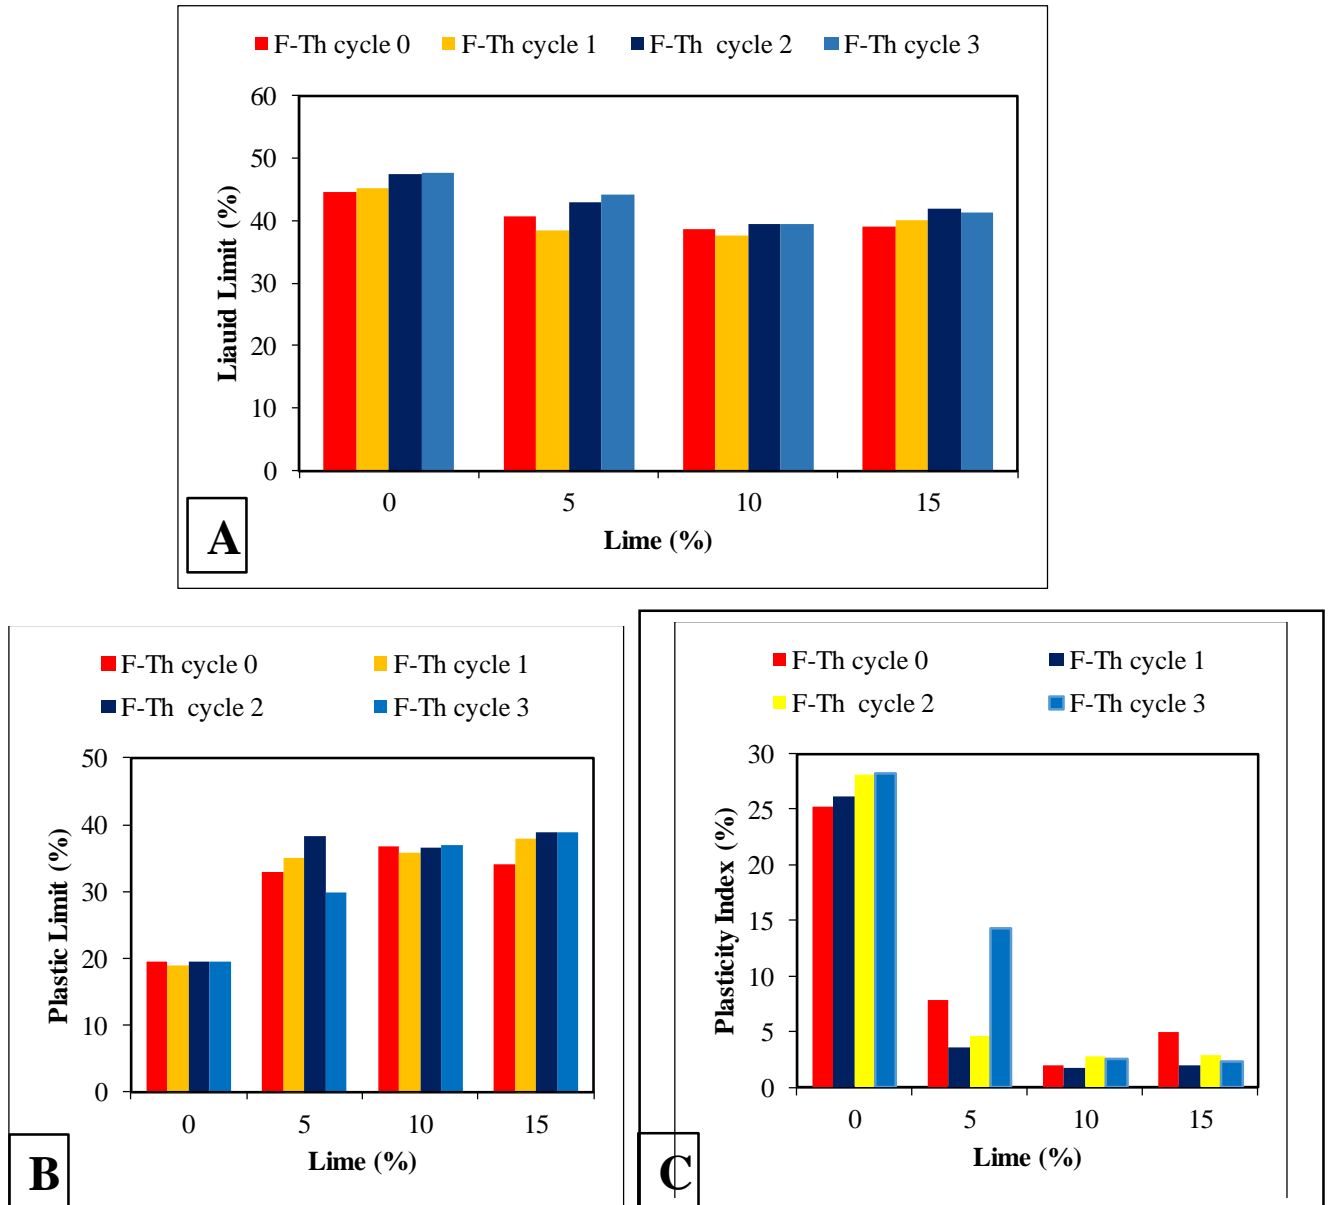 F-Th cycle 0 F-Th cycle 1 F-Th cycle 2 F-Th cycle 3
60
50
40
30
20
10
0
Liauid Limit (%)
0 5 10 15
Lime (%)
A
F-Th cycle 0 F-Th cycle 1
F-Th cycle 2 F-Th cycle 3
50
40
30
20
10
0
Plastic Limit (%)
0 5 10 15
Lime (%)
B
F-Th cycle 0 F-Th cycle 1
F-Th cycle 2 F-Th cycle 3
30
25
20
15
10
5
0
Plasticity Index (%)
0 5 10 15
Lime (%)
C